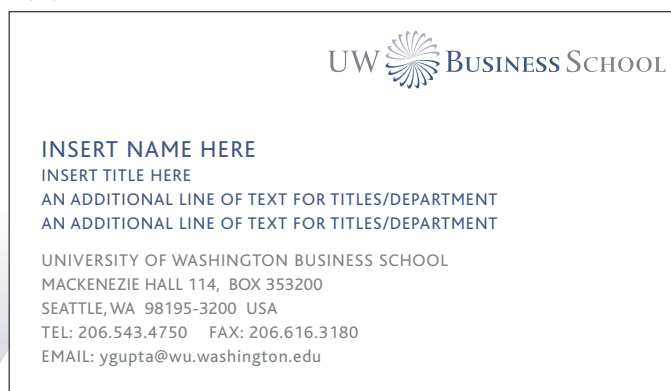 UW BUSINESS SCHOOL
INSERT NAME HERE
INSERT TITLE HERE
AN ADDITIONAL LINE OF TEXT FOR TITLES/DEPARTMENT
AN ADDITIONAL LINE OF TEXT FOR TITLES/DEPARTMENT
UNIVERSITY OF WASHINGTON BUSINESS SCHOOL
MACKENEZIE HALL 114, BOX 353200
SEATTLE, WA 98195-3200 USA
TEL: 206.543.4750 FAX: 206.616.3180
EMAIL: ygupta@wu.washington.edu